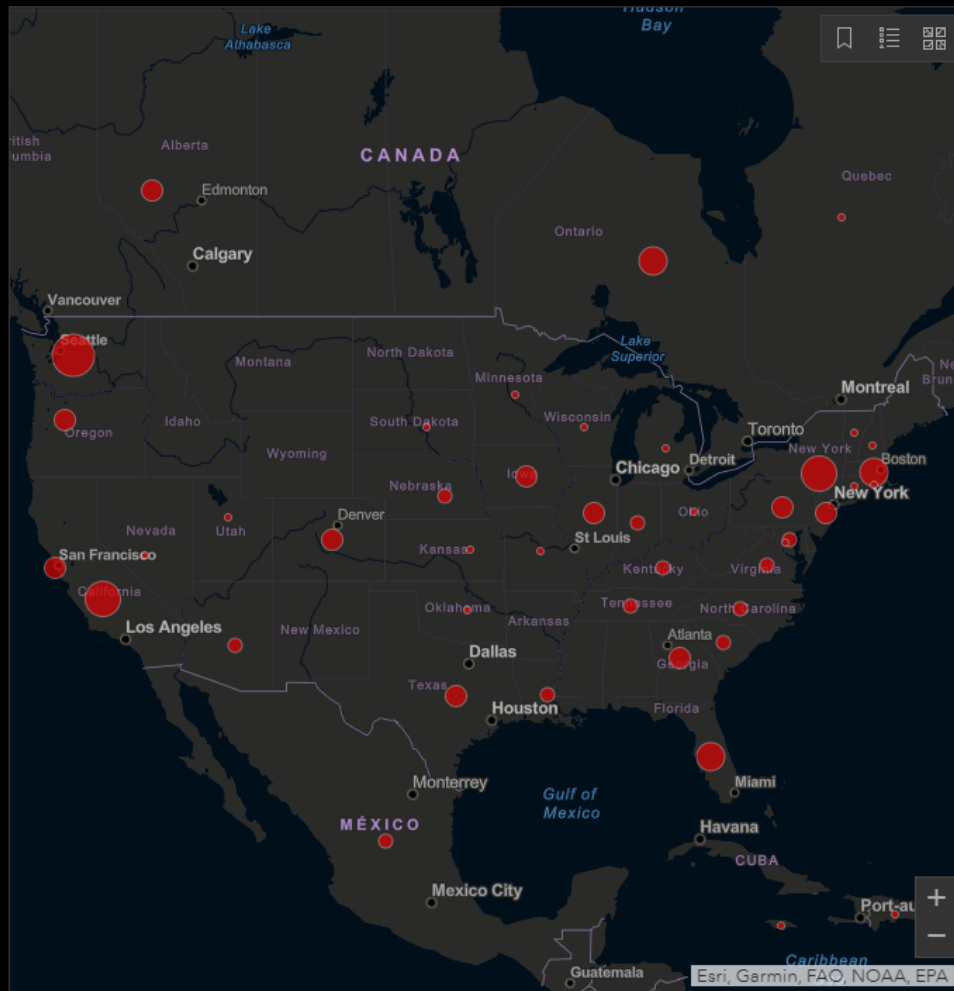 Hudson
Bay
Lake
Athabasca
ritish
umbia
Alberta
CANADA
Quebec
Edmonton
Ontario
Calgary
Vancouver
Seattle
Lake
Superior
Montana
North Dakota
Minnesota
Ne
Brun
Montreal
Oregon
Idaho
South Dakota
Wisconsin
Toronto
Wyoming
New York
Boston
Chicago
Detroit
Iowa
Nebraska
New York
Denver
Ohio
Nevada
Utah
St Louis
San Francisco
Kansas
Kentucky
Virginia
California
Oklahoma
Tennessee
North Carolina
Arkansas
Los Angeles
New Mexico
Atlanta
Dallas
Georgia
Texas
Houston
Florida
Monterrey
Miami
Gulf of
Mexico
MÉXICO
Havana
CUBA
Mexico City
Port-au
Caribbean
Guatemala
Esri, Garmin, FAO, NOAA, EPA
+
−